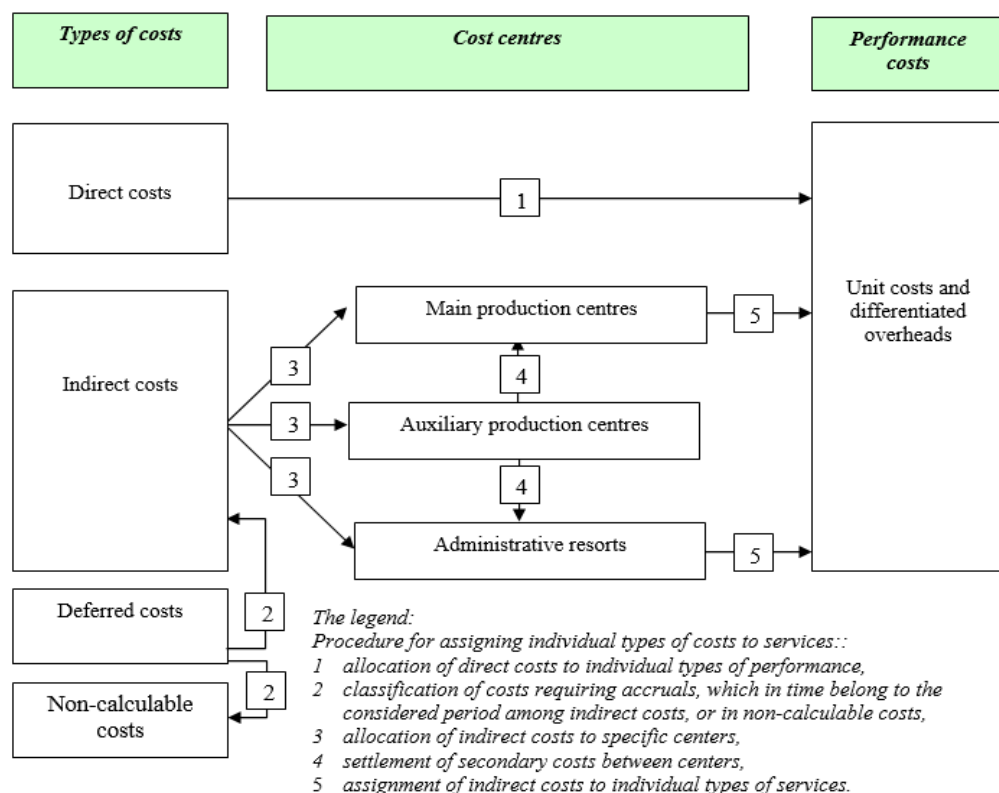 Types of costs
Cost centres
Performance
costs
Direct costs
1
Main production centres
5
Unit costs and
differentiated
overheads
3
4
Indirect costs
3
Auxiliary production centres
3
4
Administrative resorts
5
Deferred costs
2
Non-calculable
costs
2
The legend:
Procedure for assigning individual types of costs to services::
1 allocation of direct costs to individual types of performance,
2 classification of costs requiring accruals, which in time belong to the
considered period among indirect costs, or in non-calculable costs,
3 allocation of indirect costs to specific centers,
4 settlement of secondary costs between centers,
5 assignment of indirect costs to individual types of services.